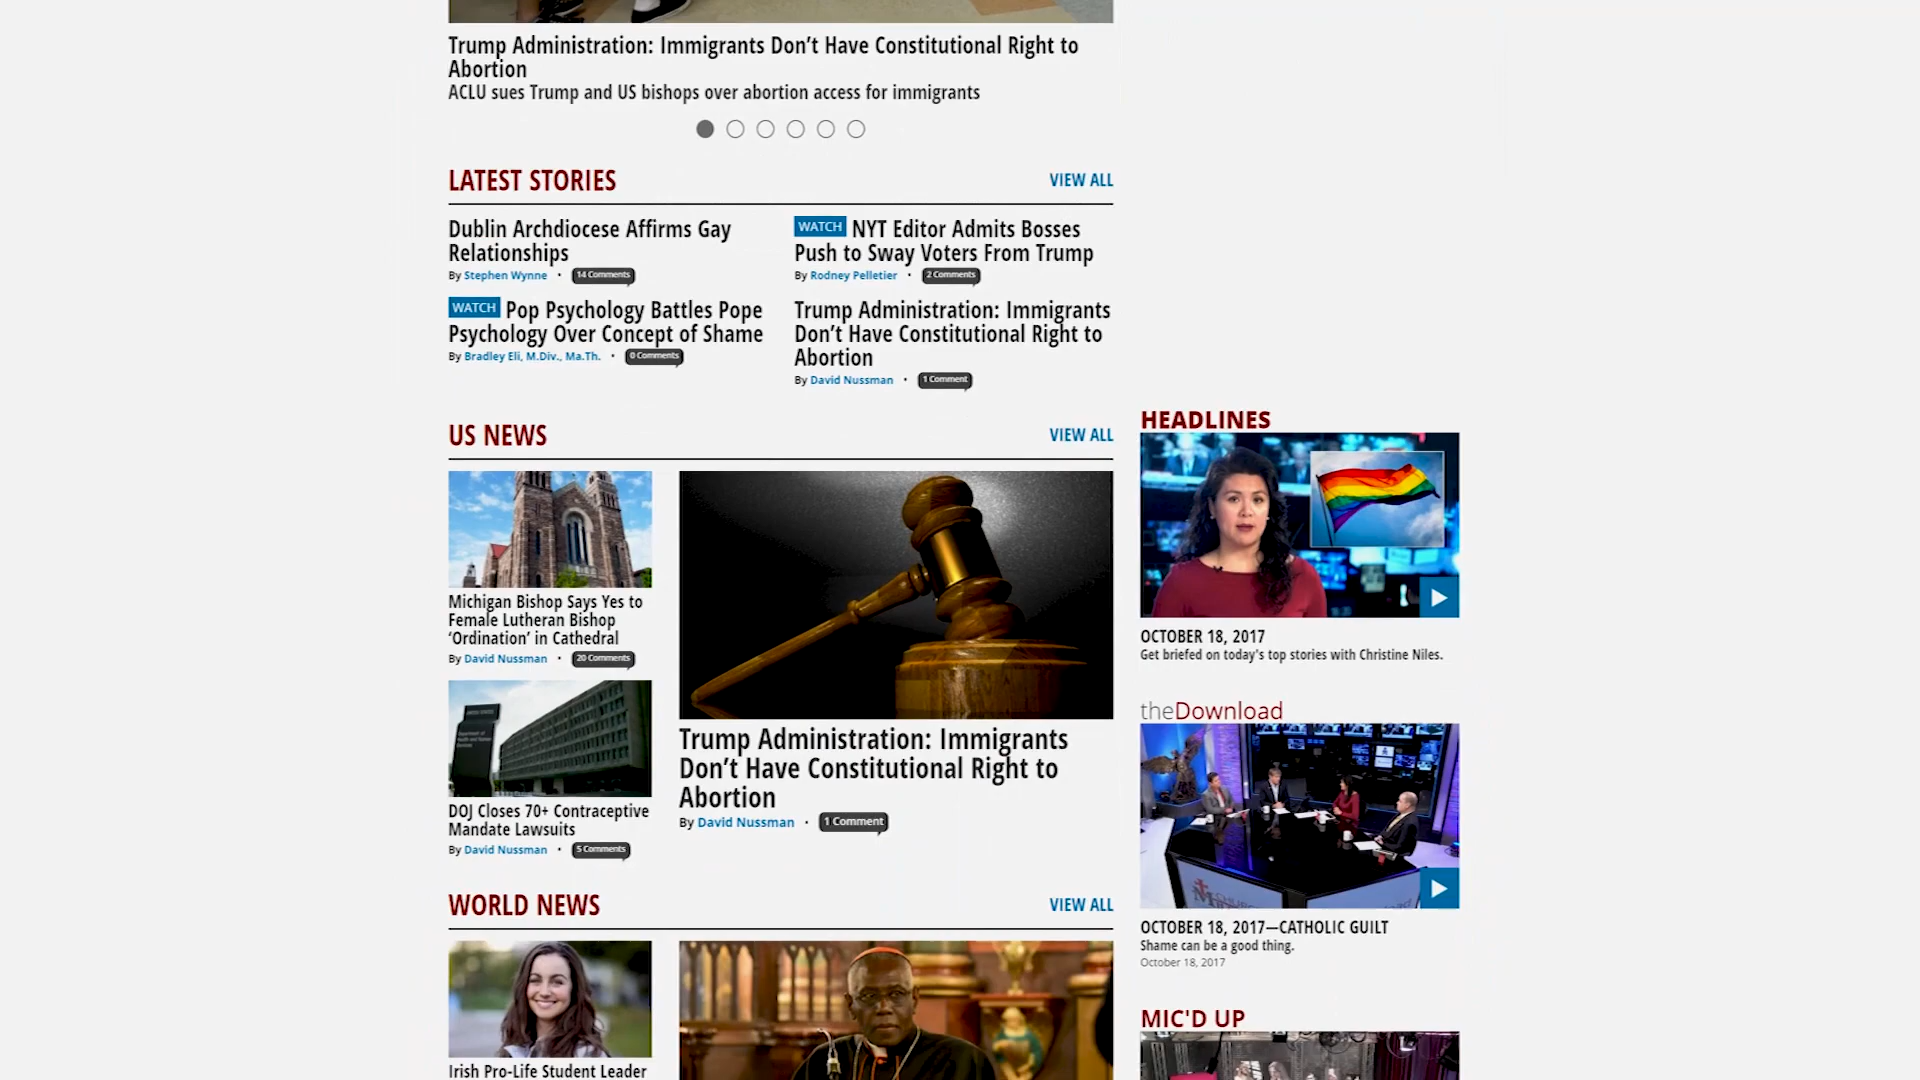 Trump Administration: Immigrants Don’t Have Constitutional Right to
Abortion
ACLU sues Trump and US bishops over abortion access for immigrants
LATEST STORIES
VIEW ALL
Dublin Archdiocese Affirms Gay
Relationships
By Stephen Wynne • 14 Comments
WATCH NYT Editor Admits Bosses
Push to Sway Voters From Trump
By Rodney Pelletier • 2 Comments
WATCH Pop Psychology Battles Pope
Psychology Over Concept of Shame
By Bradley Eli, M.Div., Ma.Th. • 0 Comments
Trump Administration: Immigrants
Don’t Have Constitutional Right to
Abortion
By David Nussman • 1 Comment
US NEWS
VIEW ALL
Michigan Bishop Says Yes to
Female Lutheran Bishop
‘Ordination’ in Cathedral
By David Nussman • 20 Comments
DOJ Closes 70+ Contraceptive
Mandate Lawsuits
By David Nussman • 5 Comments
Trump Administration: Immigrants
Don’t Have Constitutional Right to
Abortion
By David Nussman • 1 Comment
WORLD NEWS
VIEW ALL
Irish Pro-Life Student Leader
HEADLINES
OCTOBER 18, 2017
Get briefed on today's top stories with Christine Niles.
theDownload
OCTOBER 18, 2017—CATHOLIC GUILT
Shame can be a good thing.
October 18, 2017
MIC'D UP